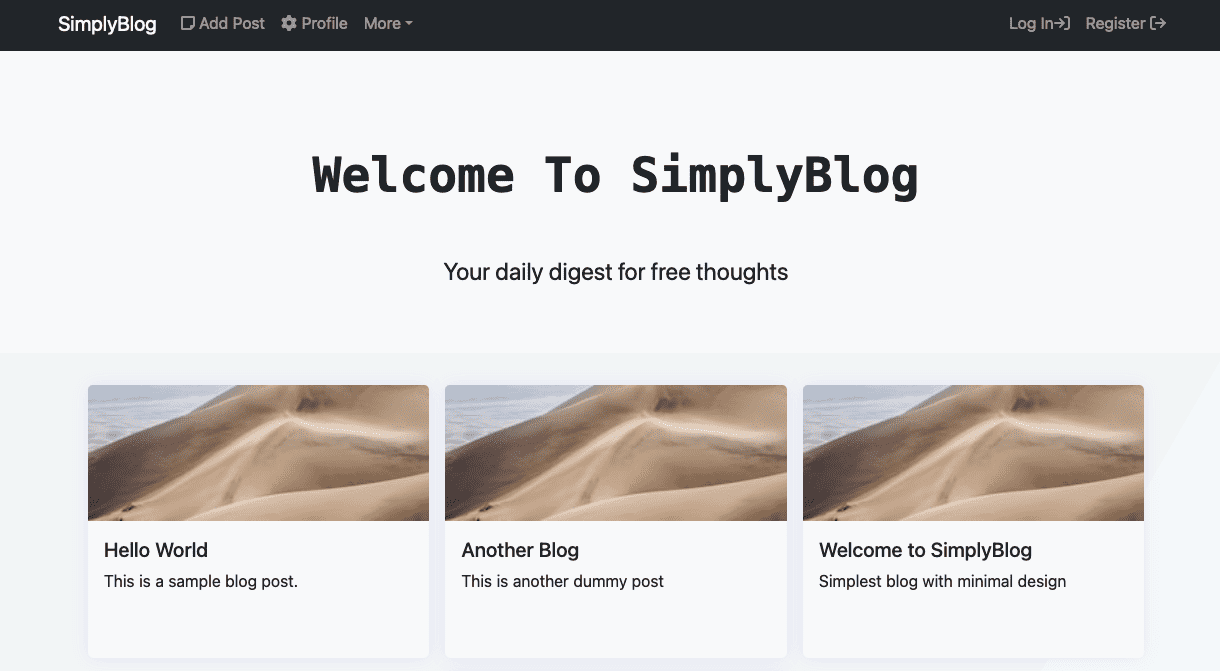 SimplyBlog Add Post Profile More Log In Register
Welcome To SimplyBlog
Your daily digest for free thoughts
Hello World
This is a sample blog post.
Another Blog
This is another dummy post
Welcome to SimplyBlog
Simplest blog with minimal design